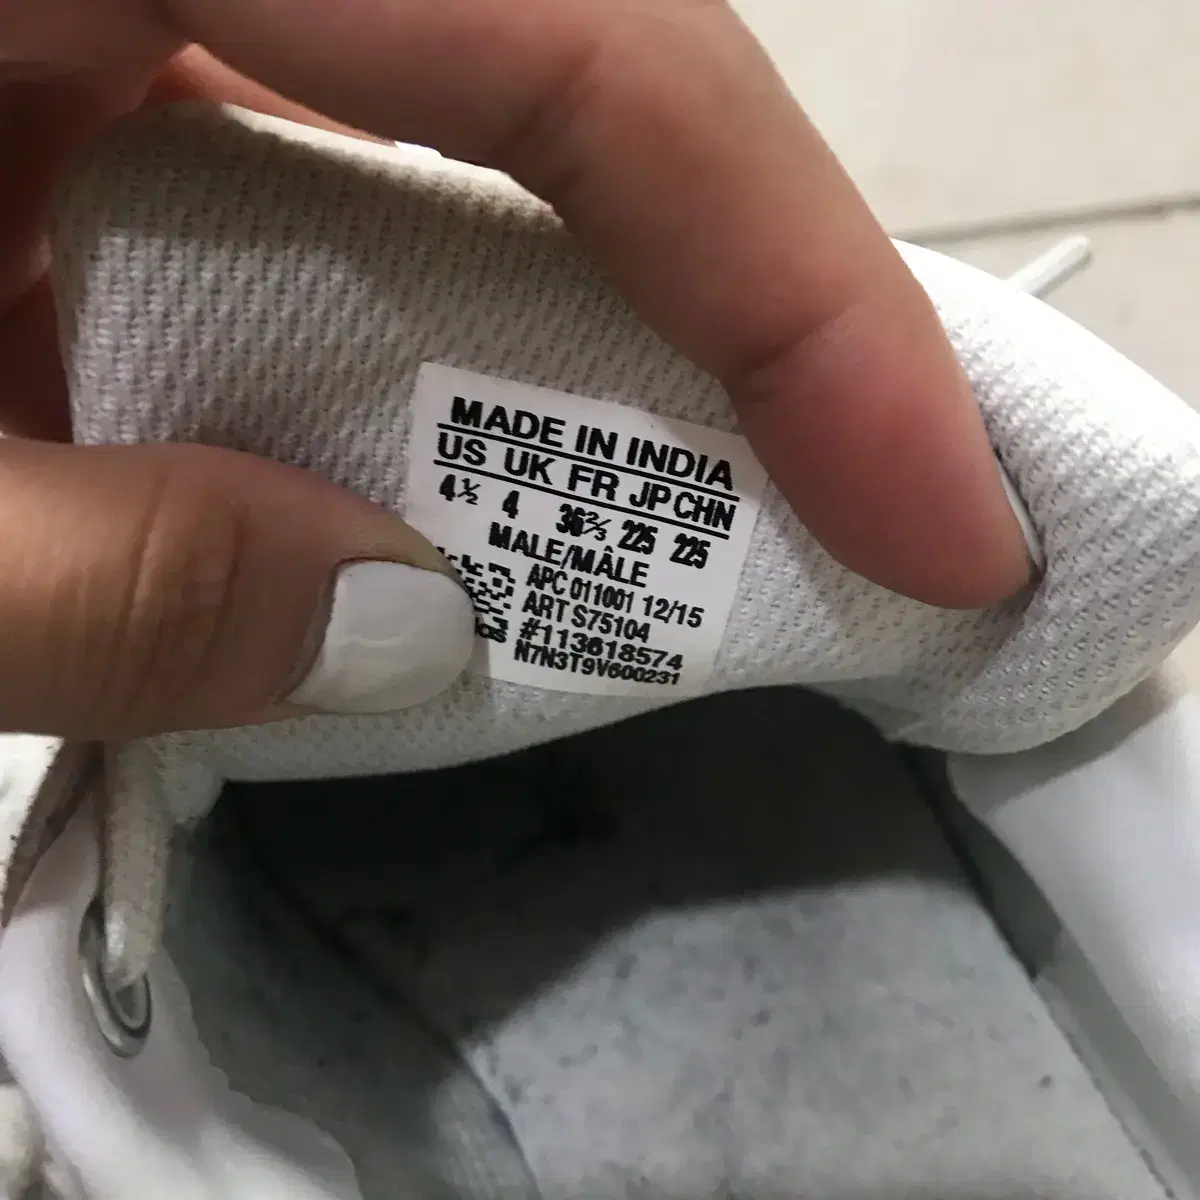 MADE IN INDIA
US UK FR JP CHN
4½ 4 36⅔ 225 225
MALE/MÂLE
APC 011001 12/15
ART S75104
#113618574
N7N3T9V600231